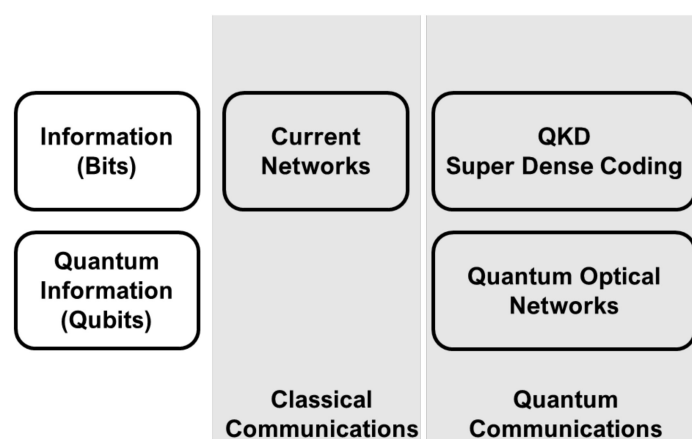 Information
(Bits)
Current
Networks
QKD
Super Dense Coding
Quantum
Information
(Qubits)
Quantum Optical
Networks
Classical
Communications
Quantum
Communications